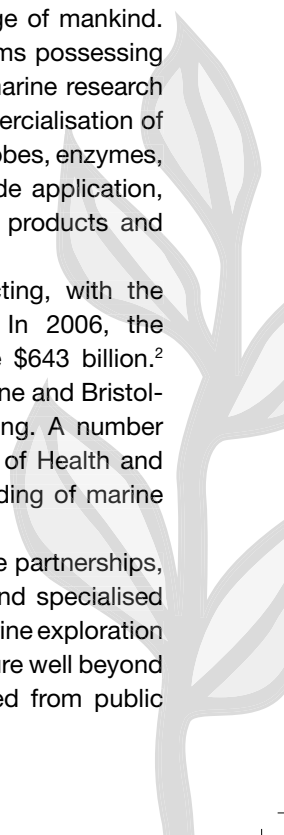 ge of mankind.
ms possessing
narine research
ercialisation of
obes, enzymes,
de application,
products and
cting, with the
In 2006, the
$643 billion.²
ne and Bristol-
ng. A number
of Health and
ding of marine
e partnerships,
nd specialised
ine exploration
ure well beyond
ed from public